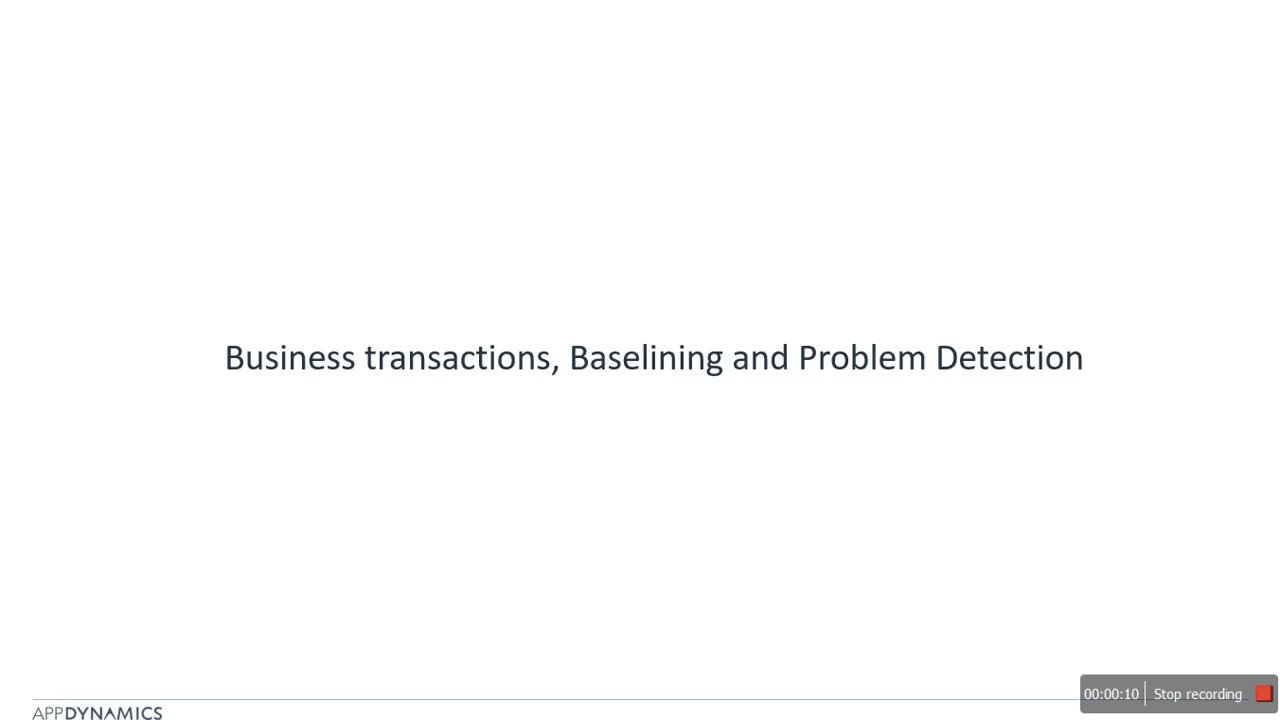 Business transactions, Baselining and Problem Detection
APPDYNAMICS
00:00:10 Stop recording